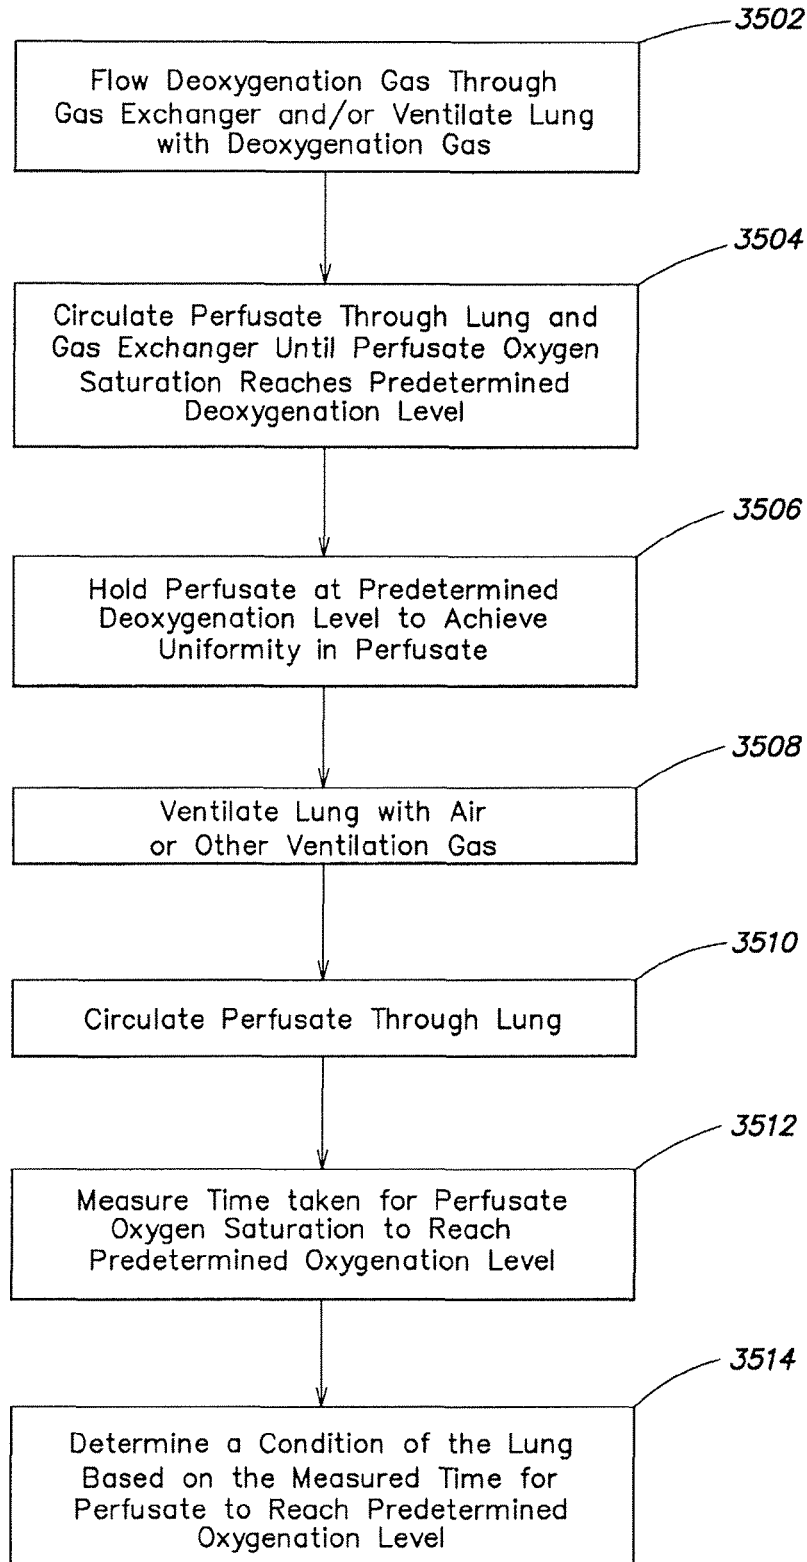 3502
Flow Deoxygenation Gas Through
Gas Exchanger and/or Ventilate Lung
with Deoxygenation Gas
3504
Circulate Perfusate Through Lung and
Gas Exchanger Until Perfusate Oxygen
Saturation Reaches Predetermined
Deoxygenation Level
3506
Hold Perfusate at Predetermined
Deoxygenation Level to Achieve
Uniformity in Perfusate
3508
Ventilate Lung with Air
or Other Ventilation Gas
3510
Circulate Perfusate Through Lung
3512
Measure Time taken for Perfusate
Oxygen Saturation to Reach
Predetermined Oxygenation Level
3514
Determine a Condition of the Lung
Based on the Measured Time for
Perfusate to Reach Predetermined
Oxygenation Level